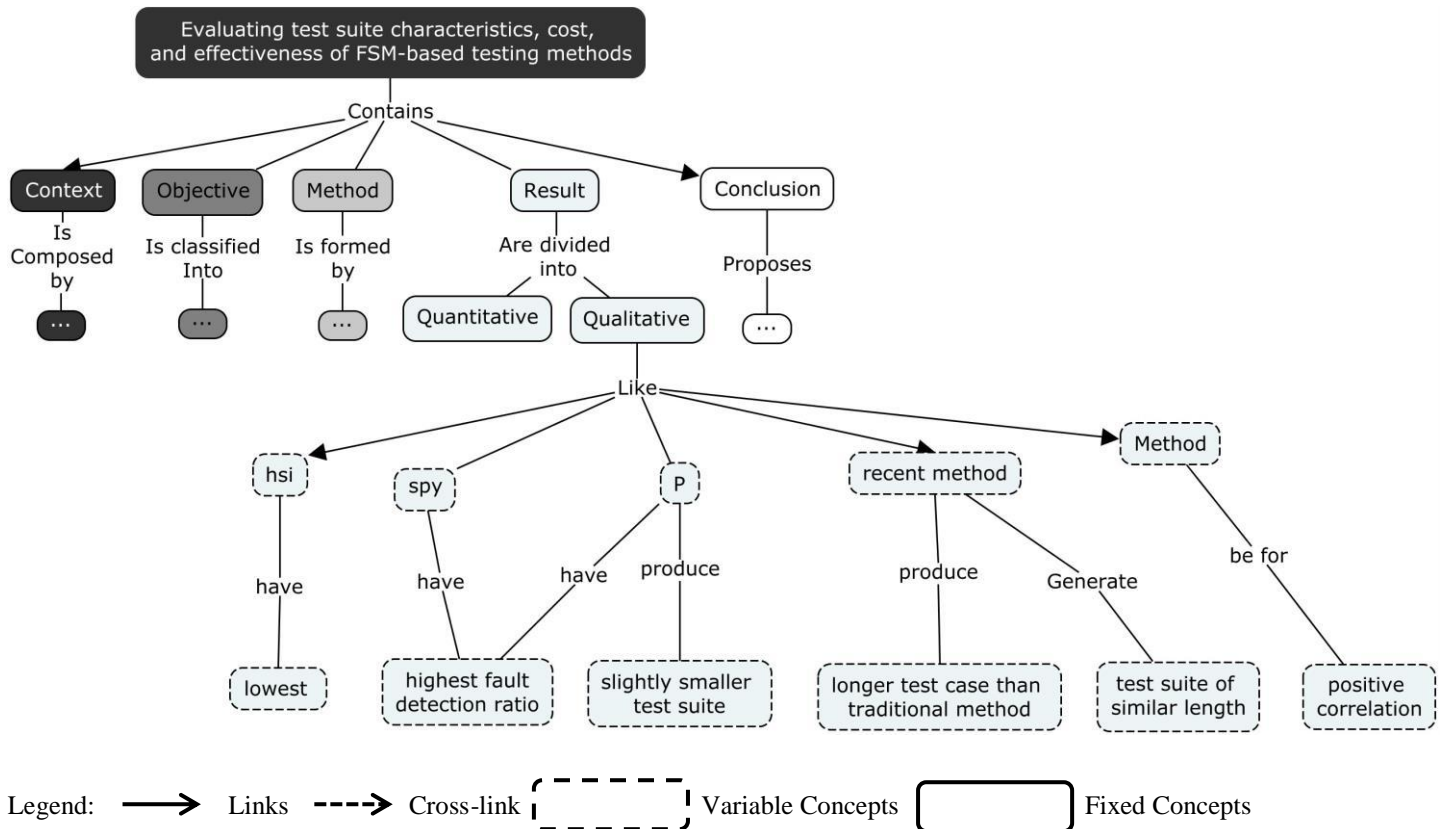 Evaluating test suite characteristics, cost,
and effectiveness of FSM-based testing methods
Contains
Context
Objective
Method
Result
Conclusion
Is
Composed
by
Is classified
Into
Is formed
by
Are divided
into
Proposes
...
...
...
Quantitative
Qualitative
...
Like
hsi
spy
P
recent method
Method
have
have
have
produce
produce
Generate
be for
lowest
highest fault
detection ratio
slightly smaller
test suite
longer test case than
traditional method
test suite of
similar length
positive
correlation
Legend: Links Cross-link Variable Concepts Fixed Concepts